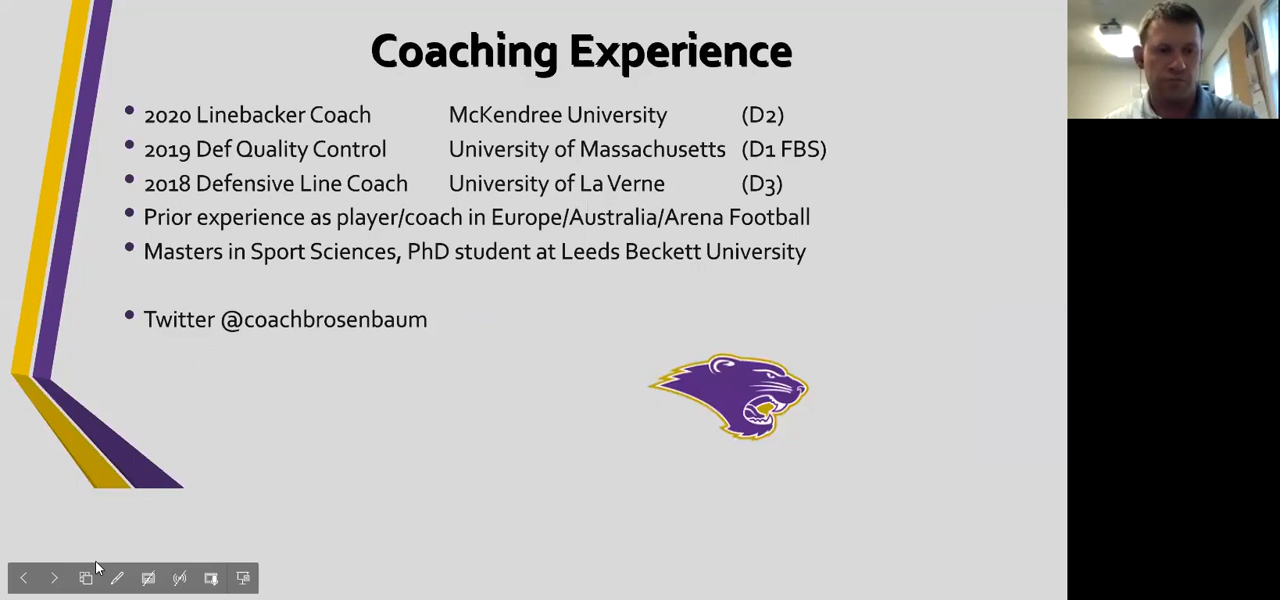 Coaching Experience
• 2020 Linebacker Coach McKendree University (D2)
• 2019 Def Quality Control University of Massachusetts (D1 FBS)
• 2018 Defensive Line Coach University of La Verne (D3)
• Prior experience as player/coach in Europe/Australia/Arena Football
• Masters in Sport Sciences, PhD student at Leeds Beckett University
• Twitter @coachbrosenbaum